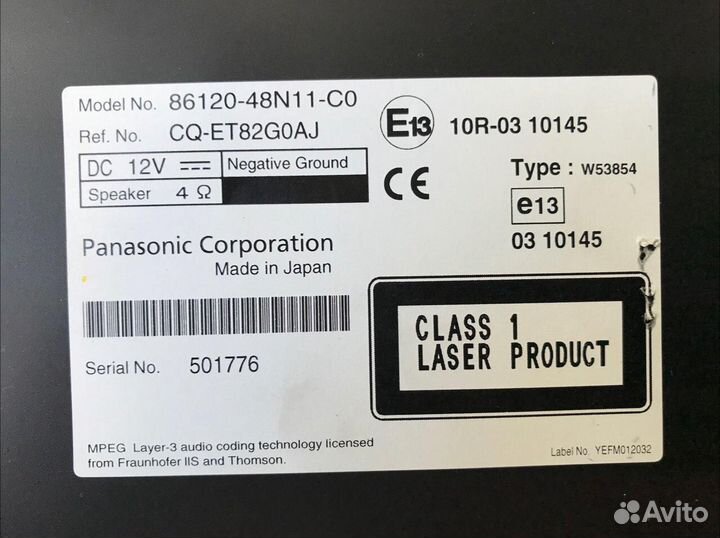 Model No. 86120-48N11-C0
Ref. No. CQ-ET82G0AJ
DC 12V Negative Ground
Speaker 4 Ω
E13 10R-03 10145
CE
Type : W53854
e13
03 10145
Panasonic Corporation
Made in Japan
CLASS 1
LASER PRODUCT
Serial No. 501776
MPEG Layer-3 audio coding technology licensed
from Fraunhofer IIS and Thomson.
Label No. YEFM012032
Avito